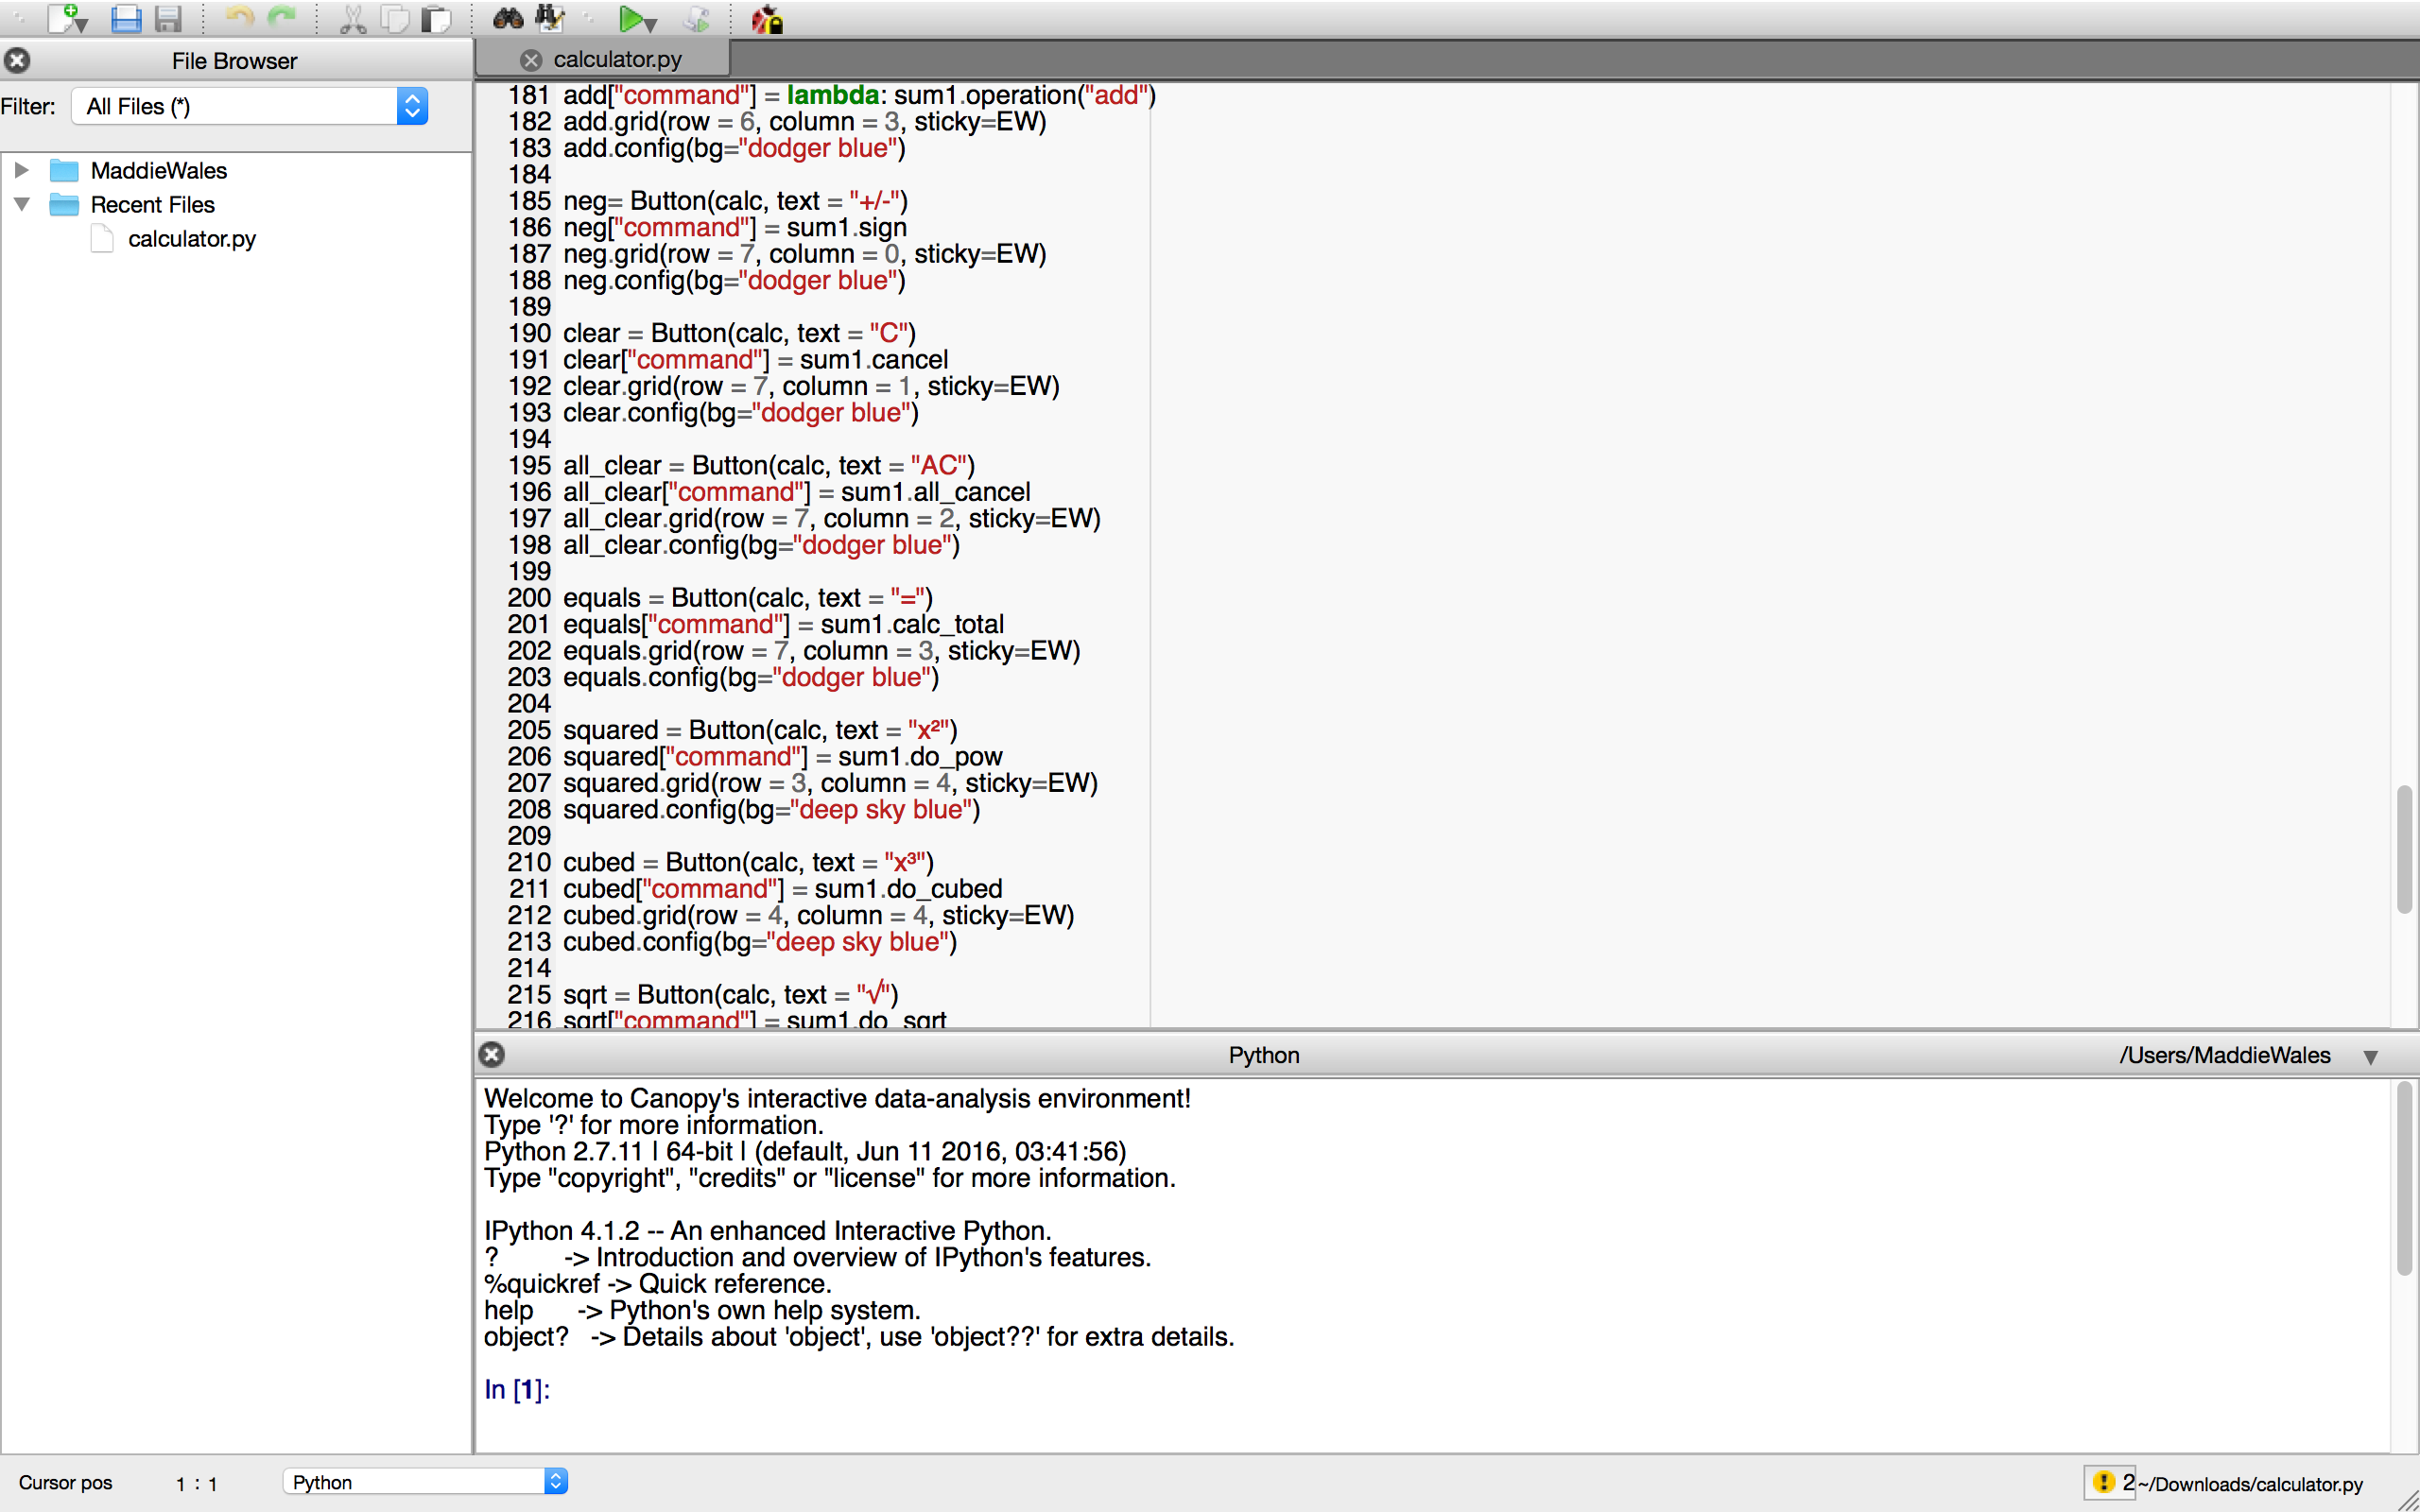 File Browser
Filter: All Files (*)
MaddieWales
Recent Files
calculator.py
calculator.py
181 add["command"] = lambda: sum1.operation("add")
182 add.grid(row = 6, column = 3, sticky=EW)
183 add.config(bg="dodger blue")
184
185 neg= Button(calc, text = "+/-")
186 neg["command"] = sum1.sign
187 neg.grid(row = 7, column = 0, sticky=EW)
188 neg.config(bg="dodger blue")
189
190 clear = Button(calc, text = "C")
191 clear["command"] = sum1.cancel
192 clear.grid(row = 7, column = 1, sticky=EW)
193 clear.config(bg="dodger blue")
194
195 all_clear = Button(calc, text = "AC")
196 all_clear["command"] = sum1.all_cancel
197 all_clear.grid(row = 7, column = 2, sticky=EW)
198 all_clear.config(bg="dodger blue")
199
200 equals = Button(calc, text = "=")
201 equals["command"] = sum1.calc_total
202 equals.grid(row = 7, column = 3, sticky=EW)
203 equals.config(bg="dodger blue")
204
205 squared = Button(calc, text = "x²")
206 squared["command"] = sum1.do_pow
207 squared.grid(row = 3, column = 4, sticky=EW)
208 squared.config(bg="deep sky blue")
209
210 cubed = Button(calc, text = "x³")
211 cubed["command"] = sum1.do_cubed
212 cubed.grid(row = 4, column = 4, sticky=EW)
213 cubed.config(bg="deep sky blue")
214
215 sqrt = Button(calc, text = "√")
216 sqrt["command"] = sum1.do_sqrt
Python
/Users/MaddieWales
Welcome to Canopy's interactive data-analysis environment!
Type '?' for more information.
Python 2.7.11 | 64-bit | (default, Jun 11 2016, 03:41:56)
Type "copyright", "credits" or "license" for more information.
IPython 4.1.2 -- An enhanced Interactive Python.
? -> Introduction and overview of IPython's features.
%quickref -> Quick reference.
help -> Python's own help system.
object? -> Details about 'object', use 'object??' for extra details.
In [1]:
Cursor pos 1 : 1 Python 2 ~/Downloads/calculator.py